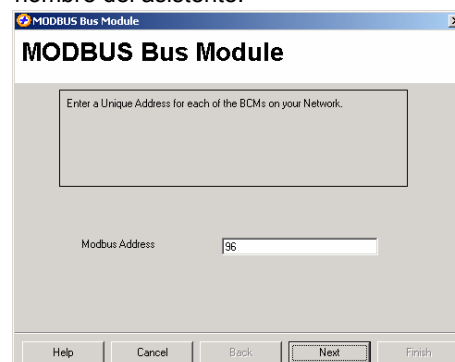 nombre del asistente.
MODBUS Bus Module
MODBUS Bus Module
Enter a Unique Address for each of the BCMs on your Network.
Modbus Address 96
Help Cancel Back Next Finish